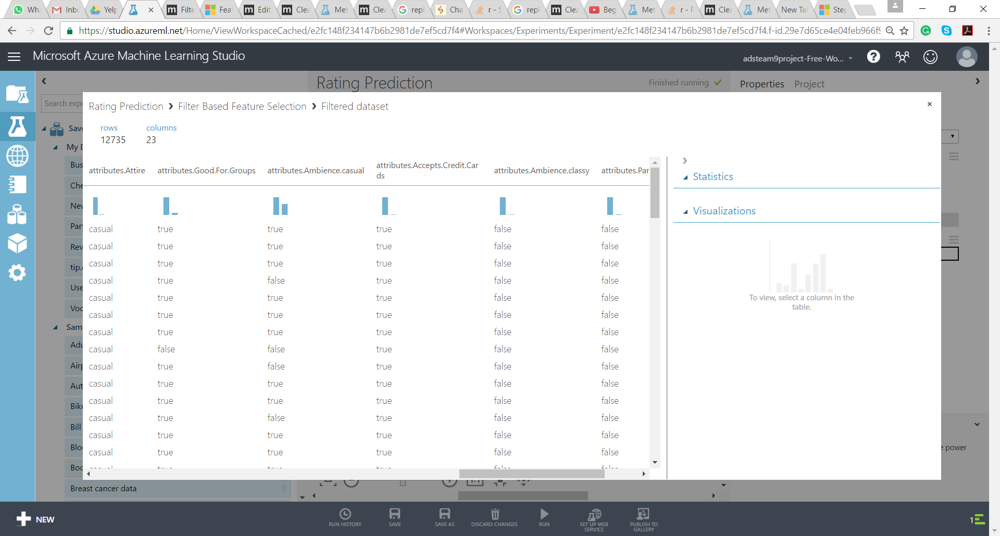 Wha Inbo Yelp Filte Feat Edit Clea Met Clea repl Cha r - S repl Clea Beg Met r - F Clea Met New Tab Step
https://studio.azureml.net/Home/ViewWorkspaceCached/e2fc148f234147b6b2981de7ef5cd7f4#Workspaces/Experiments/Experiment/e2fc148f234147b6b2981de7ef5cd7f4.f-id.29e7d65ce4e04feb966f9
Microsoft Azure Machine Learning Studio
adsteam9project-Free-Wo...
Rating Prediction
Finished running
Properties Project
Search expe
Rating Prediction › Filter Based Feature Selection › Filtered dataset
rows columns
12735 23
Save
My D
Bus
Che
New
Part
Rev
tip.
Use
Voc
Sam
Adu
Airp
Aut
Bike
Bill
Bloo
Boo
Breast cancer data
attributes.Attire attributes.Good.For.Groups attributes.Ambience.casual attributes.Accepts.Credit.Car
ds attributes.Ambience.classy attributes.Par
casual true true true false false
casual true true true false false
casual true true true false false
casual true false true false false
casual true true true false false
casual true true true false false
casual true true true false false
casual false false true false false
casual true false true false false
casual true true true false false
casual true true true false false
casual true false true false false
casual true true true false false
casual true true true false false
Statistics
Visualizations
To view, select a column in the
table.
e power
NEW
RUN HISTORY
SAVE
SAVE AS
DISCARD CHANGES
RUN
SET UP WEB
SERVICE
PUBLISH TO
GALLERY
1